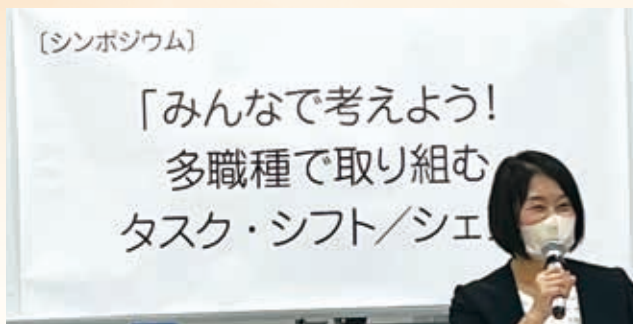 〔シンポジウム〕
「みんなで考えよう!
多職種で取り組む
タスク・シフト／シェ